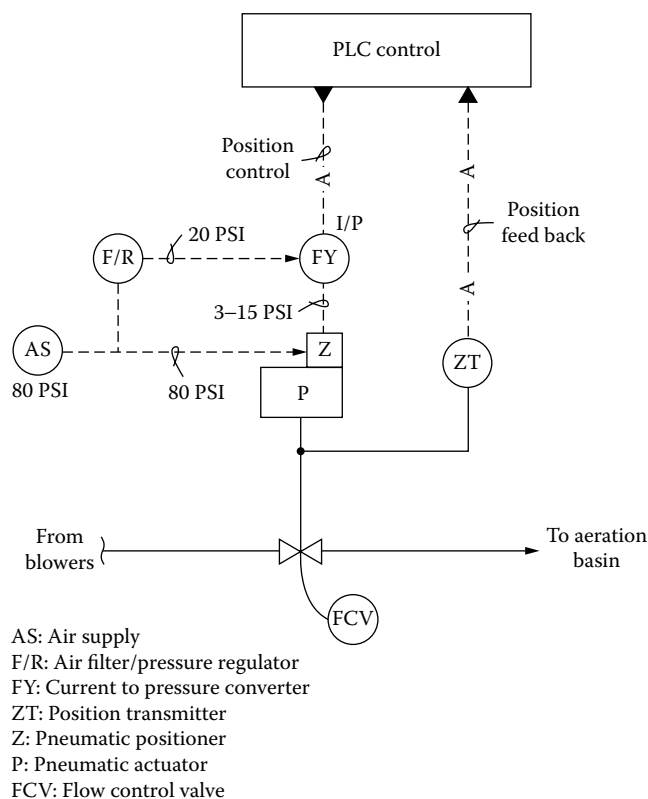 PLC control
Position
control
A
A
Position
feed back
A
I/P
20 PSI
F/R
FY
3–15 PSI
AS
Z
ZT
80 PSI
80 PSI
P
From
blowers
To aeration
basin
FCV
AS: Air supply
F/R: Air filter/pressure regulator
FY: Current to pressure converter
ZT: Position transmitter
Z: Pneumatic positioner
P: Pneumatic actuator
FCV: Flow control valve